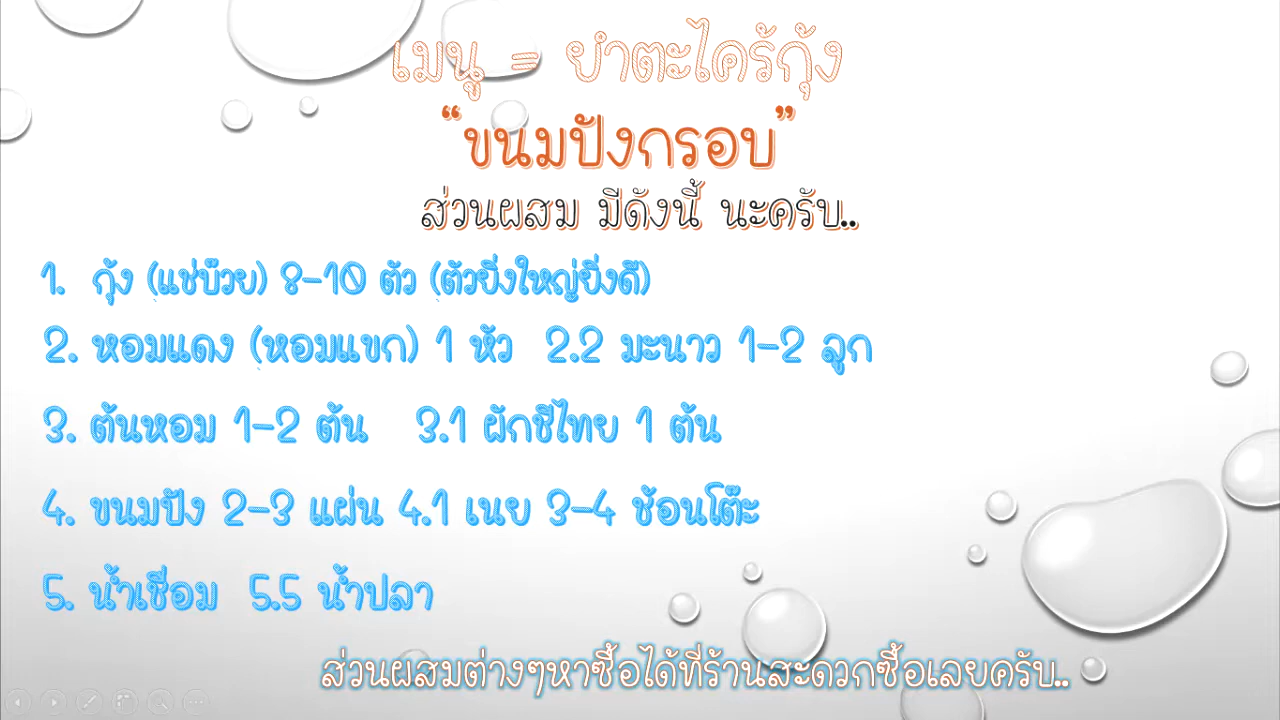 เมนู = ยำตะไคร้กุ้ง
“ขนมปังกรอบ”
ส่วนผสม มีดังนี้ นะครับ..
1. กุ้ง (แช่บ๊วย) 8-10 ตัว (ตัวยิ่งใหญ่ยิ่งดี)
2. หอมแดง (หอมแขก) 1 หัว 2.2 มะนาว 1-2 ลูก
3. ต้นหอม 1-2 ต้น 3.1 ผักชีไทย 1 ต้น
4. ขนมปัง 2-3 แผ่น 4.1 เนย 3-4 ช้อนโต๊ะ
5. น้ำเชื่อม 5.5 น้ำปลา
ส่วนผสมต่างๆหาซื้อได้ที่ร้านสะดวกซื้อเลยครับ..